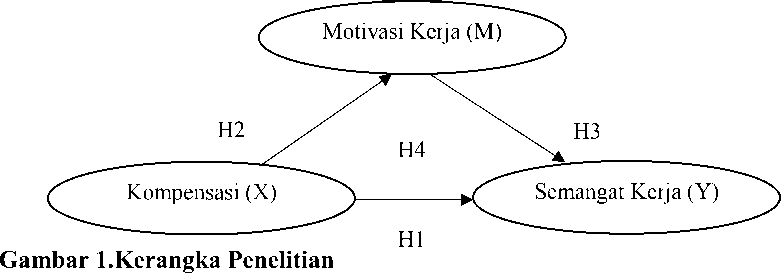 Motivasi Kerja (M)
H2
H3
H4
Kompensasi (X)
Semangat Kerja (Y)
H1
Gambar 1.Kerangka Penelitian